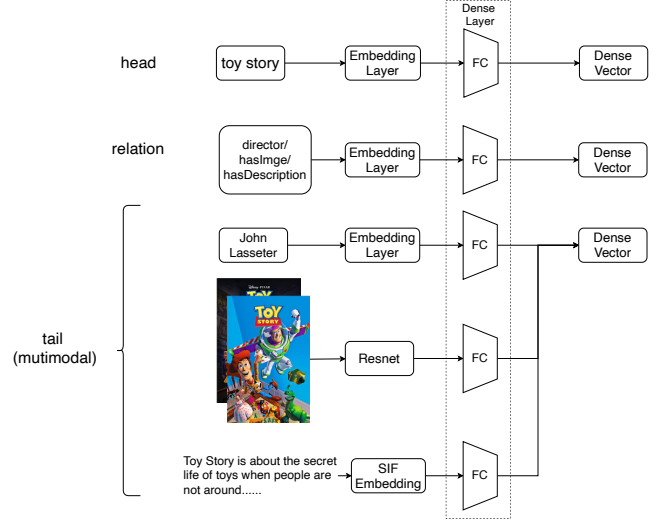 Dense
Layer
head
toy story
Embedding
Layer
FC
Dense
Vector
relation
director/
hasImge/
hasDescription
Embedding
Layer
FC
Dense
Vector
tail
(mutimodal)
John
Lasseter
Embedding
Layer
FC
Dense
Vector
DISNEY · PIXAR
TOY
STORY
Resnet
FC
Toy Story is about the secret
life of toys when people are
not around......
SIF
Embedding
FC